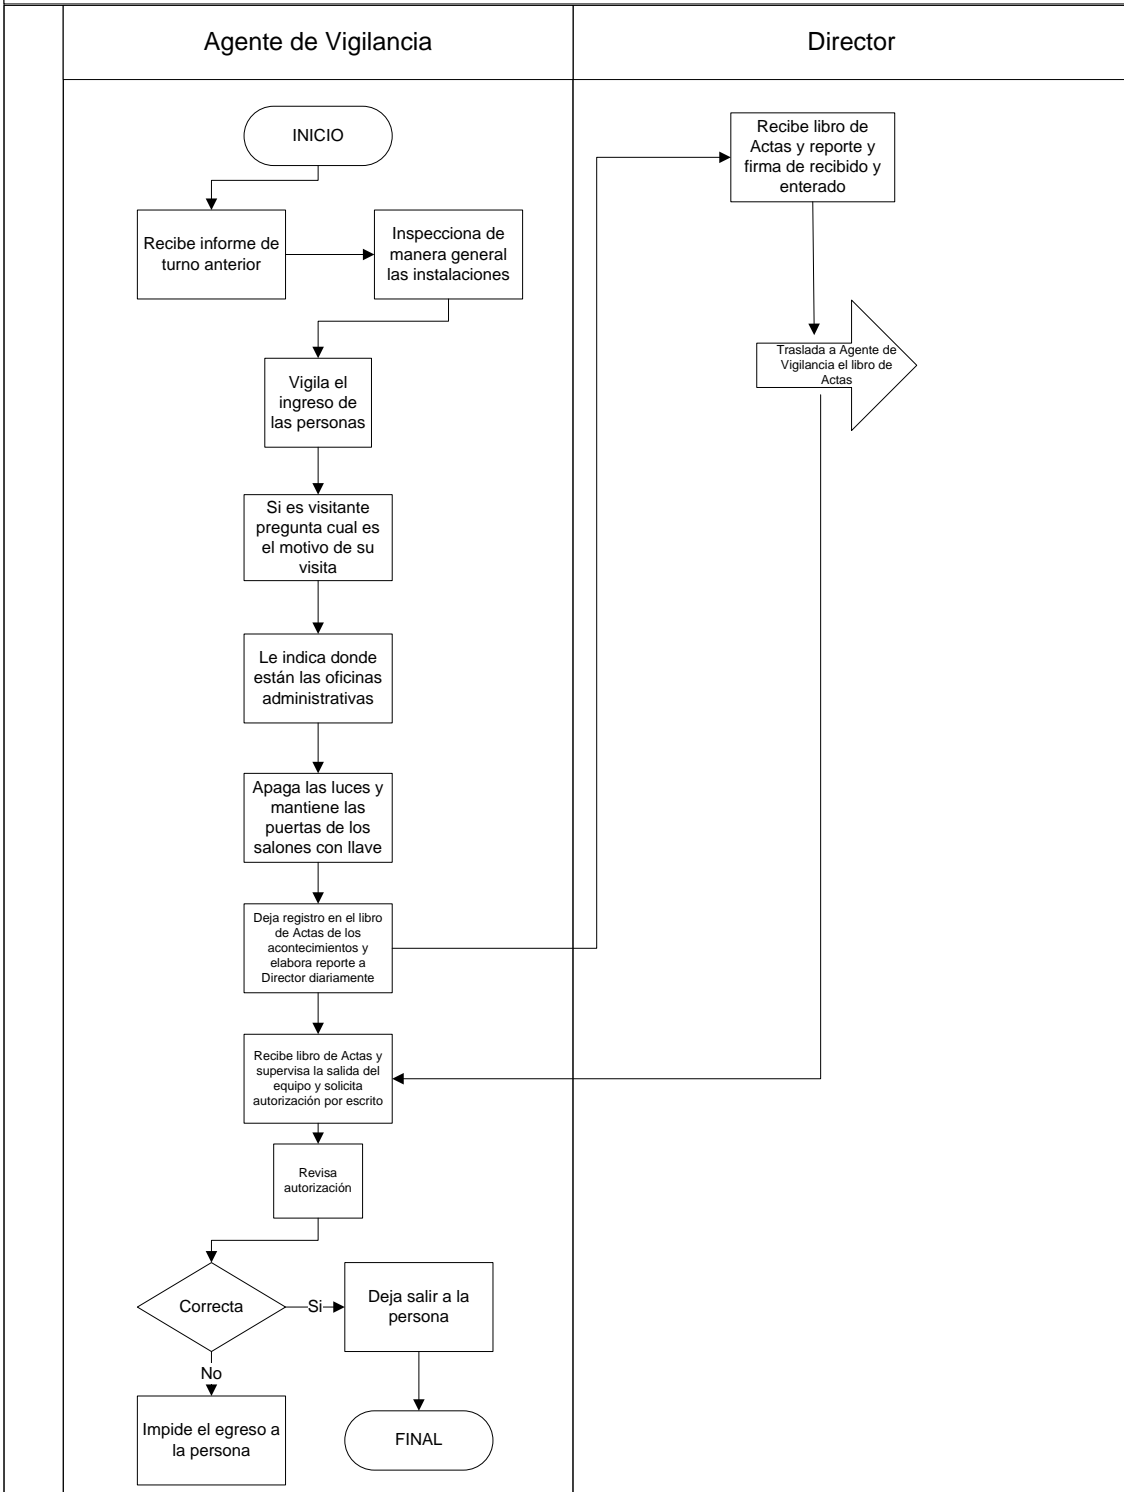 Agente de Vigilancia
Director
INICIO
Recibe informe de
turno anterior
Inspecciona de
manera general
las instalaciones
Vigila el
ingreso de
las personas
Si es visitante
pregunta cual es
el motivo de su
visita
Le indica donde
están las oficinas
administrativas
Apaga las luces y
mantiene las
puertas de los
salones con llave
Deja registro en el libro
de Actas de los
acontecimientos y
elabora reporte a
Director diariamente
Recibe libro de
Actas y reporte y
firma de recibido y
enterado
Traslada a Agente de
Vigilancia el libro de
Actas
Recibe libro de Actas y
supervisa la salida del
equipo y solicita
autorización por escrito
Revisa
autorización
Correcta
Si
Deja salir a la
persona
No
Impide el egreso a
la persona
FINAL